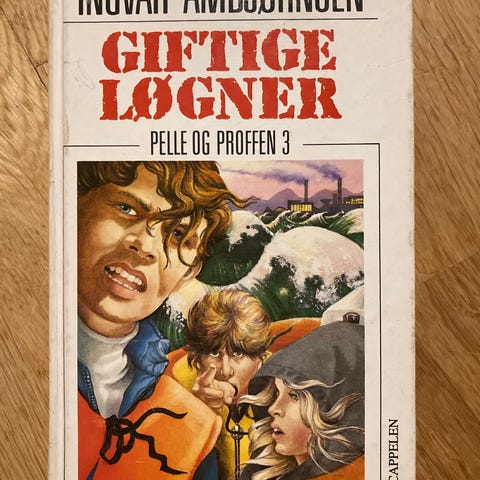 INGVAR AMBJØRNSEN
GIFTIGE
LØGNER
PELLE OG PROFFEN 3
CAPPELEN